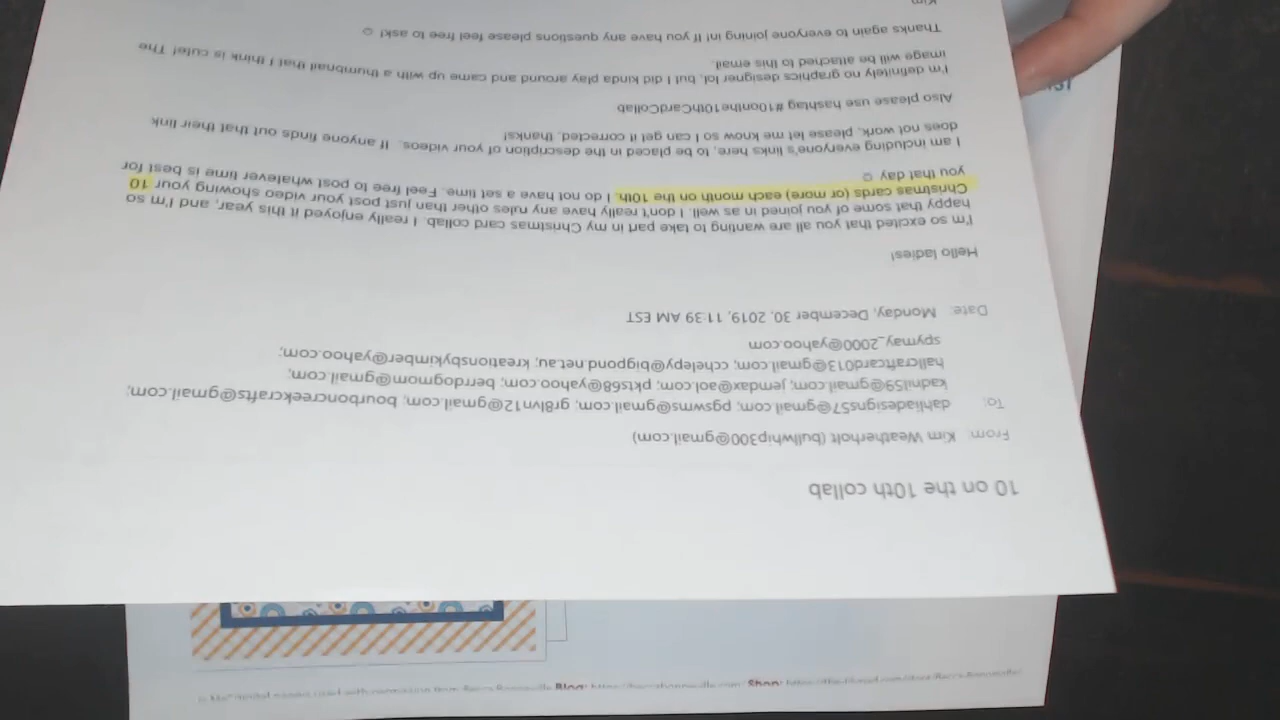 10 on the 10th collab
From: Kim Weatherholt (bullwhip300@gmail.com)
To: dahliadesigns57@gmail.com; pgswms@gmail.com; gr8lvn12@gmail.com; bourboncreekcrafts@gmail.com;
kadnil59@gmail.com; jemdax@aol.com; pkts68@yahoo.com; berrdogmom@gmail.com;
hallcraftcard013@gmail.com; cchelepy@bigpond.net.au; kreationsbykimber@yahoo.com;
spymay_2000@yahoo.com
Date: Monday, December 30, 2019, 11:39 AM EST
Hello ladies!
I'm so excited that you all are wanting to take part in my Christmas card collab. I really enjoyed it this year, and I'm so
happy that some of you joined in as well. I don't really have any rules other than just post your video showing your 10
Christmas cards (or more) each month on the 10th. I do not have a set time. Feel free to post whatever time is best for
you that day ☺
I am including everyone's links here, to be placed in the description of your videos. If anyone finds out that their link
does not work, please let me know so I can get it corrected, thanks!
Also please use hashtag #10onthe10thCardCollab
I'm definitely no graphics designer lol, but I did kinda play around and came up with a thumbnail that I think is cute! The
image will be attached to this email.
Thanks again to everyone joining in! If you have any questions please feel free to ask! ☺
Kim
Blog: Shop: